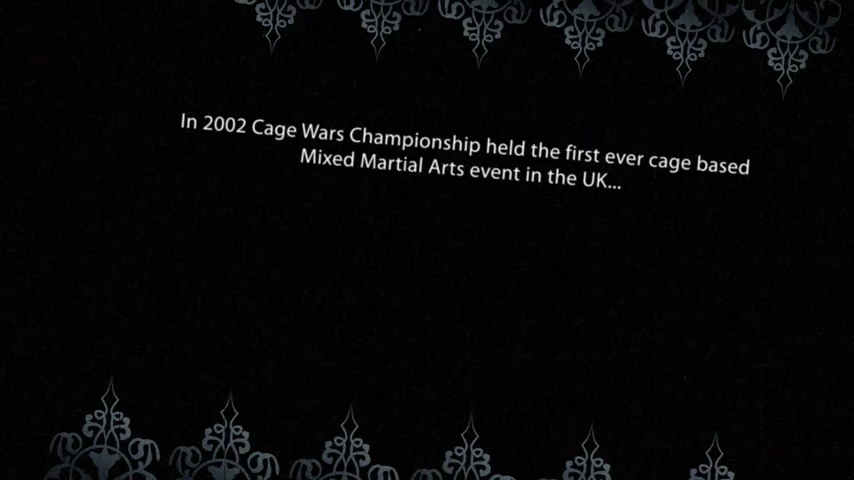 In 2002 Cage Wars Championship held the first ever cage based
Mixed Martial Arts event in the UK...